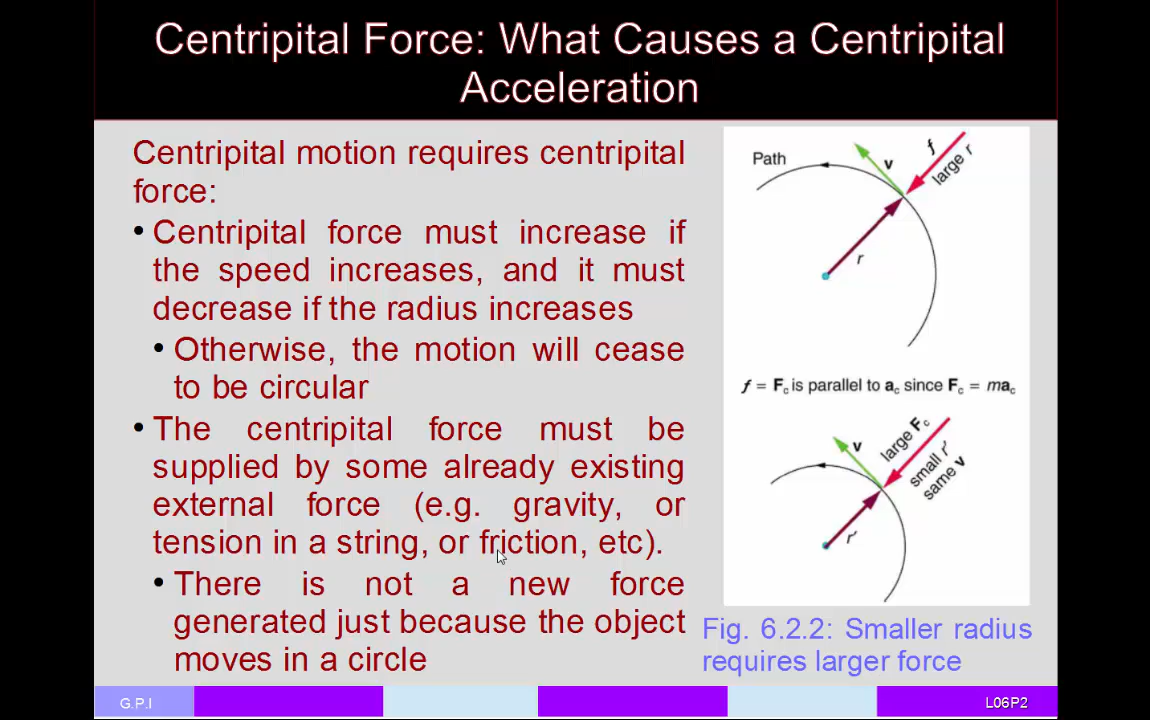 Centripital Force: What Causes a Centripital
Acceleration
Centripital motion requires centripital
force:
• Centripital force must increase if
the speed increases, and it must
decrease if the radius increases
• Otherwise, the motion will cease
to be circular
• The centripital force must be
supplied by some already existing
external force (e.g. gravity, or
tension in a string, or friction, etc).
• There is not a new force
generated just because the object
moves in a circle
Path
v
f
large r
r
f = Fc is parallel to ac since Fc = mac
v
large Fc
small r'
same v
r'
Fig. 6.2.2: Smaller radius
requires larger force
G.P.I
L06P2